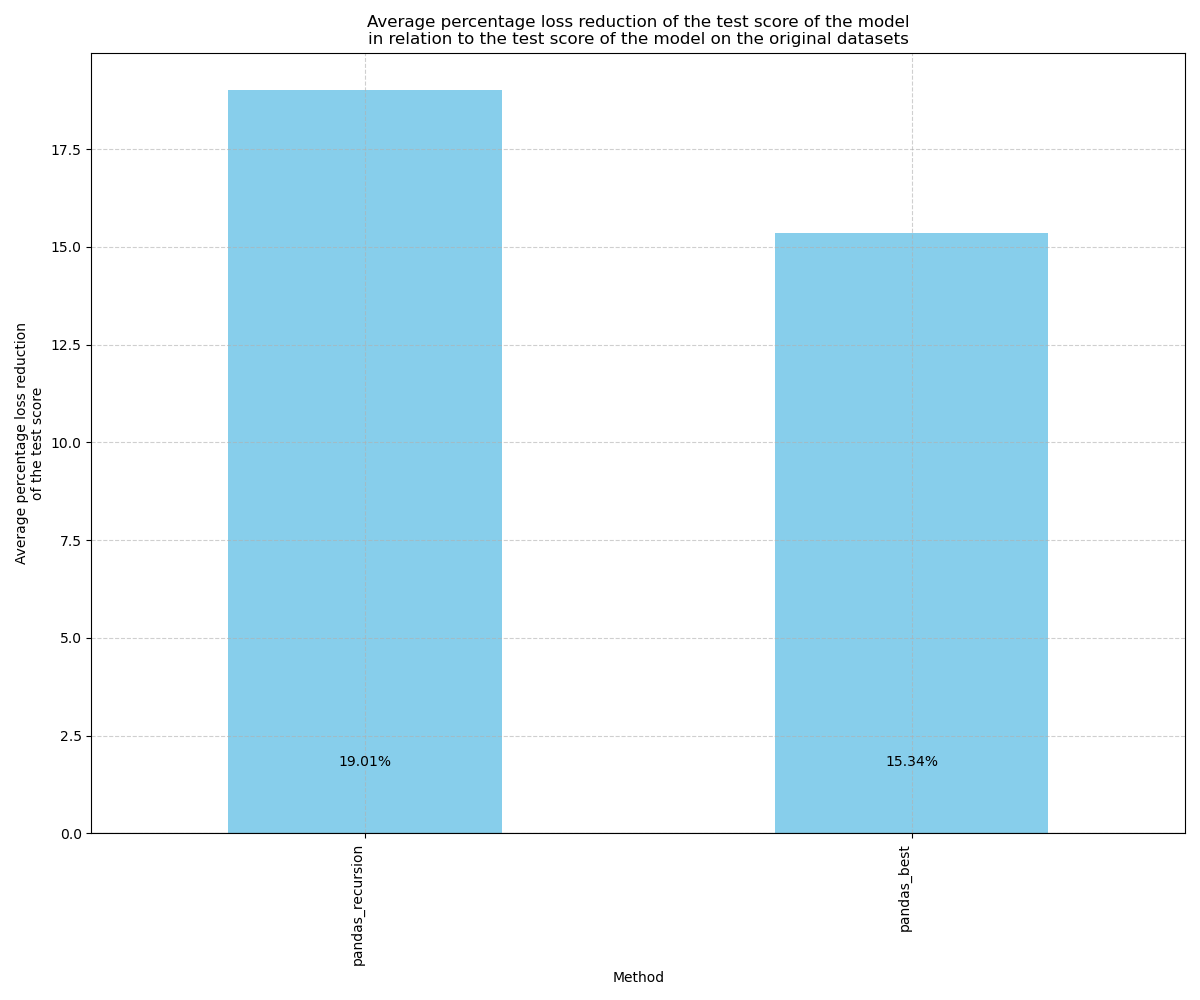 Average percentage loss reduction of the test score of the model
in relation to the test score of the model on the original datasets
Average percentage loss reduction
of the test score
17.5
15.0
12.5
10.0
7.5
5.0
2.5
0.0
19.01%
15.34%
pandas_recursion
pandas_best
Method